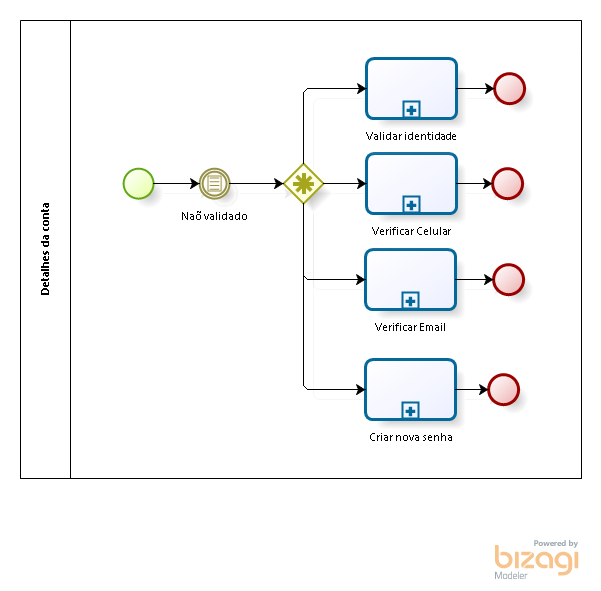 Detalhes da conta
Validar identidade
Naõ validado
Verificar Celular
Verificar Email
Criar nova senha
Powered by
bizagi
Modeler